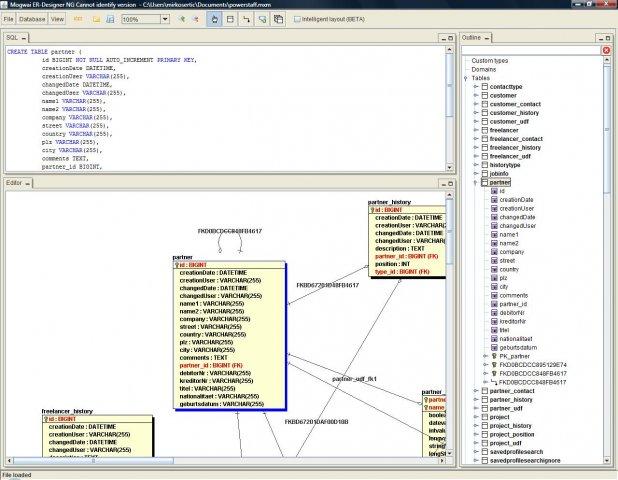 Mogwai ER-Designer NG Cannot identify version - C:\Users\mirkosertic\Documents\powerstaff.mxm
File Database View 100% Intelligent layout (BETA)
SQL
CREATE TABLE partner (
id BIGINT NOT NULL AUTO_INCREMENT PRIMARY KEY,
creationDate DATETIME,
creationUser VARCHAR(255),
changedDate DATETIME,
changedUser VARCHAR(255),
name1 VARCHAR(255),
name2 VARCHAR(255),
company VARCHAR(255),
street VARCHAR(255),
country VARCHAR(255),
plz VARCHAR(255),
city VARCHAR(255),
comments TEXT,
partner_id BIGINT,
Editor
partner_history
id : BIGINT
creationDate : DATETIME
creationUser : VARCHAR(255)
changedDate : DATETIME
changedUser : VARCHAR(255)
description : TEXT
partner_id : BIGINT (FK)
position : INT
type_id : BIGINT (FK)
partner
id : BIGINT
creationDate : DATETIME
creationUser : VARCHAR(255)
changedDate : DATETIME
changedUser : VARCHAR(255)
name1 : VARCHAR(255)
name2 : VARCHAR(255)
company : VARCHAR(255)
street : VARCHAR(255)
country : VARCHAR(255)
plz : VARCHAR(255)
city : VARCHAR(255)
comments : TEXT
partner_id : BIGINT (FK)
debitorNr : VARCHAR(255)
kreditorNr : VARCHAR(255)
titel : VARCHAR(255)
nationalitaet : VARCHAR(255)
geburtsdatum : VARCHAR(255)
partner_udf_fk1
freelancer_history
id : BIGINT
creationDate : DATETIME
creationUser : VARCHAR(255)
changedDate : DATETIME
changedUser : VARCHAR(255)
description : TEXT
Outline
Custom types
Domains
Tables
contacttype
customer
customer_contact
customer_history
customer_udf
freelancer
freelancer_contact
freelancer_history
freelancer_udf
historytype
jobinfo
partner
id
creationDate
creationUser
changedDate
changedUser
name1
name2
company
street
country
plz
city
comments
partner_id
debitorNr
kreditorNr
titel
nationalitaet
geburtsdatum
PK_partner
FKD0BCDCC895129E74
FKD0BCDCC848FB4617
FKD0BCDCC848FB4617
partner_contact
partner_history
partner_udf
project
project_history
project_position
project_udf
savedprofilesearch
savedprofilesearchignore
File loaded